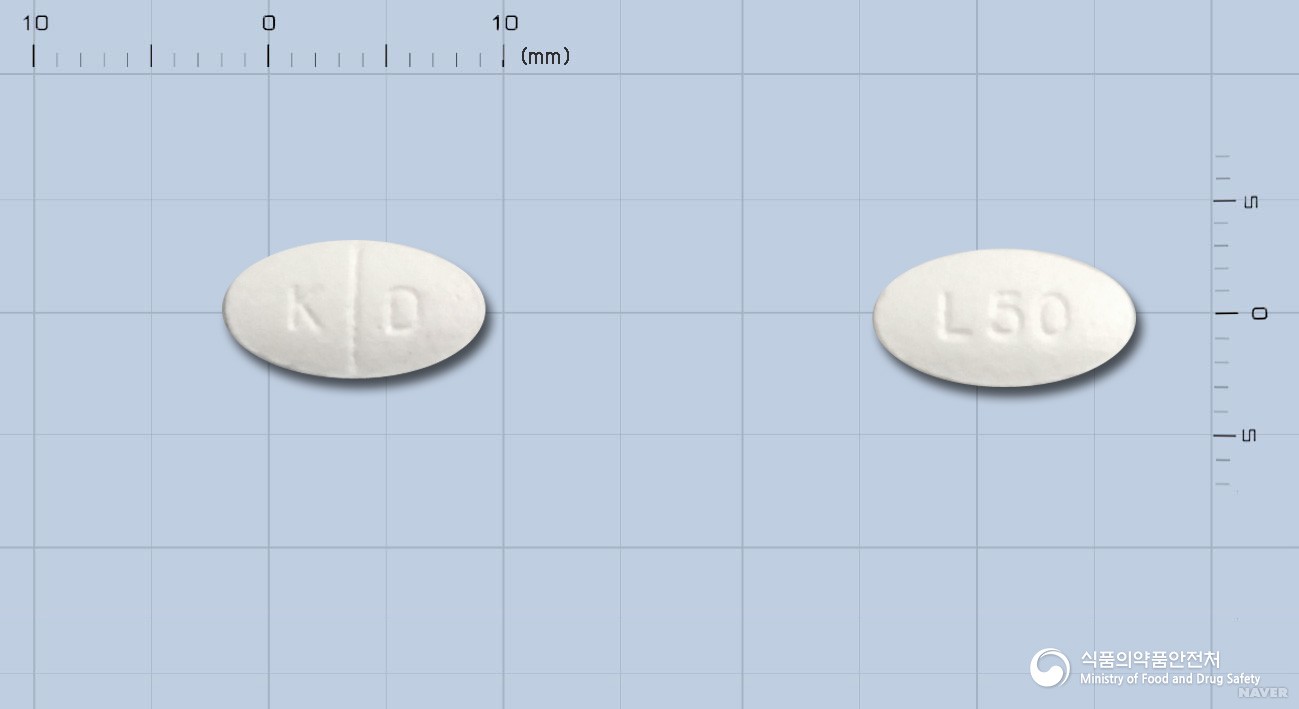 10 0 10
(mm)
K D
L50
5
0
5
식품의약품안전처
Ministry of Food and Drug Safety
NAVER